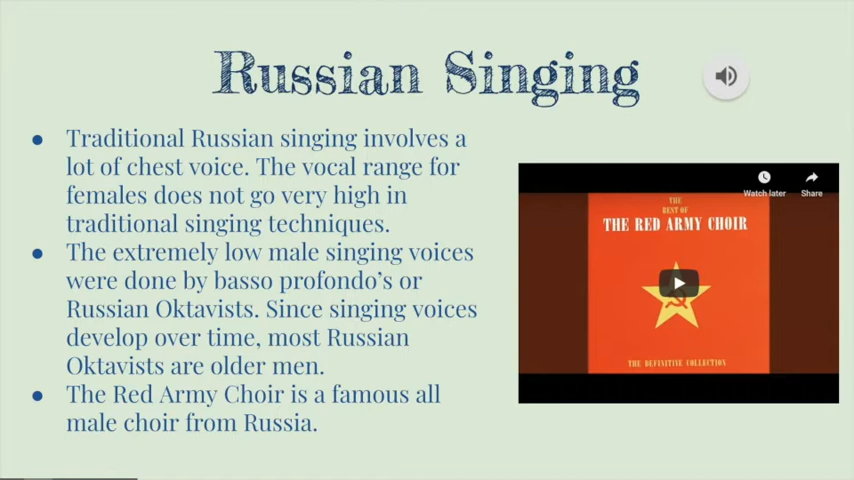 Russian Singing
Traditional Russian singing involves a
lot of chest voice. The vocal range for
females does not go very high in
traditional singing techniques.
The extremely low male singing voices
were done by basso profondo's or
Russian Oktavists. Since singing voices
develop over time, most Russian
Oktavists are older men.
The Red Army Choir is a famous all
male choir from Russia.
Watch later
Share
THE
BEST OF
THE RED ARMY CHOIR
THE DEFINITIVE COLLECTION